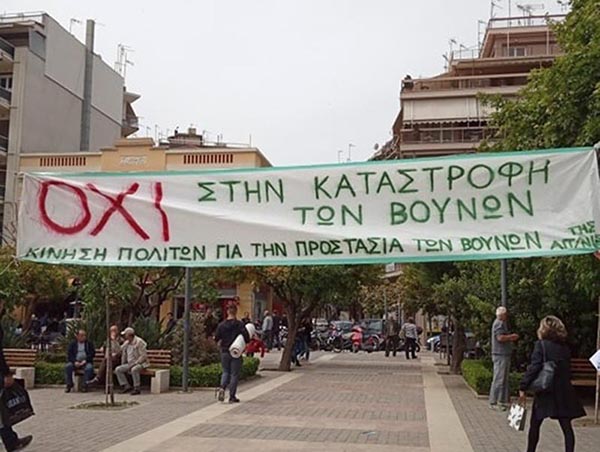 ΟΧΙ ΣΤΗΝ ΚΑΤΑΣΤΡΟΦΗ
ΤΩΝ ΒΟΥΝΩΝ
ΚΙΝΗΣΗ ΠΟΛΙΤΩΝ ΓΙΑ ΤΗΝ ΠΡΟΣΤΑΣΙΑ ΤΩΝ ΒΟΥΝΩΝ ΤΗΣ